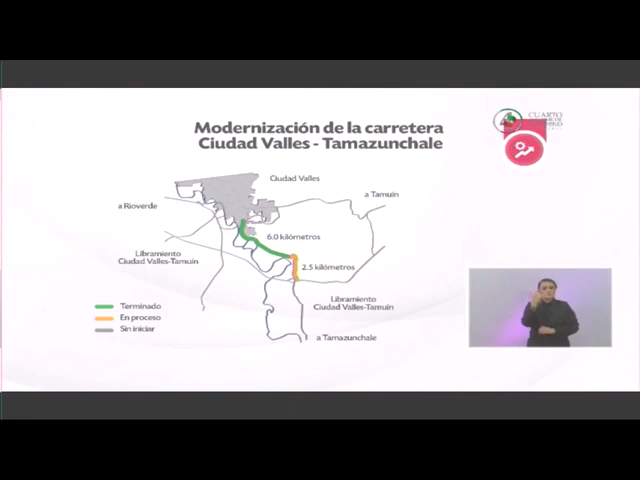 Modernización de la carretera
Ciudad Valles - Tamazunchale
CUARTO
Ciudad Valles
a Tamuín
a Rioverde
6.0 kilómetros
Libramiento
Ciudad Valles-Tamuín
2.5 kilómetros
Libramiento
Ciudad Valles-Tamuín
Terminado
En proceso
Sin iniciar
a Tamazunchale